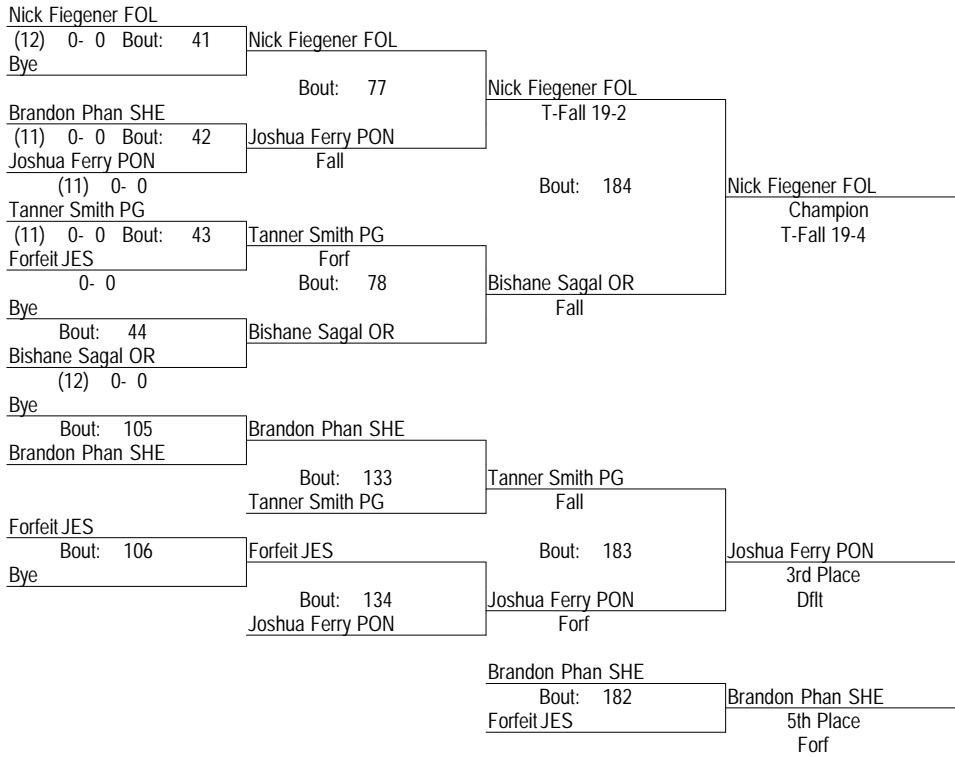 Nick Fiegener FOL
(12) 0- 0 Bout: 41 Nick Fiegener FOL
Bye
Bout: 77 Nick Fiegener FOL
Brandon Phan SHE T-Fall 19-2
(11) 0- 0 Bout: 42 Joshua Ferry PON
Joshua Ferry PON Fall
(11) 0- 0 Bout: 184 Nick Fiegener FOL
Tanner Smith PG Champion
(11) 0- 0 Bout: 43 Tanner Smith PG T-Fall 19-4
Forfeit JES Forf
0- 0 Bout: 78 Bishane Sagal OR
Bye Fall
Bout: 44 Bishane Sagal OR
Bishane Sagal OR
(12) 0- 0
Bye
Bout: 105 Brandon Phan SHE
Brandon Phan SHE
Bout: 133 Tanner Smith PG
Tanner Smith PG Fall
Forfeit JES
Bout: 106 Forfeit JES Bout: 183 Joshua Ferry PON
Bye 3rd Place
Bout: 134 Joshua Ferry PON Dflt
Joshua Ferry PON Forf
Brandon Phan SHE
Bout: 182 Brandon Phan SHE
Forfeit JES 5th Place
Forf